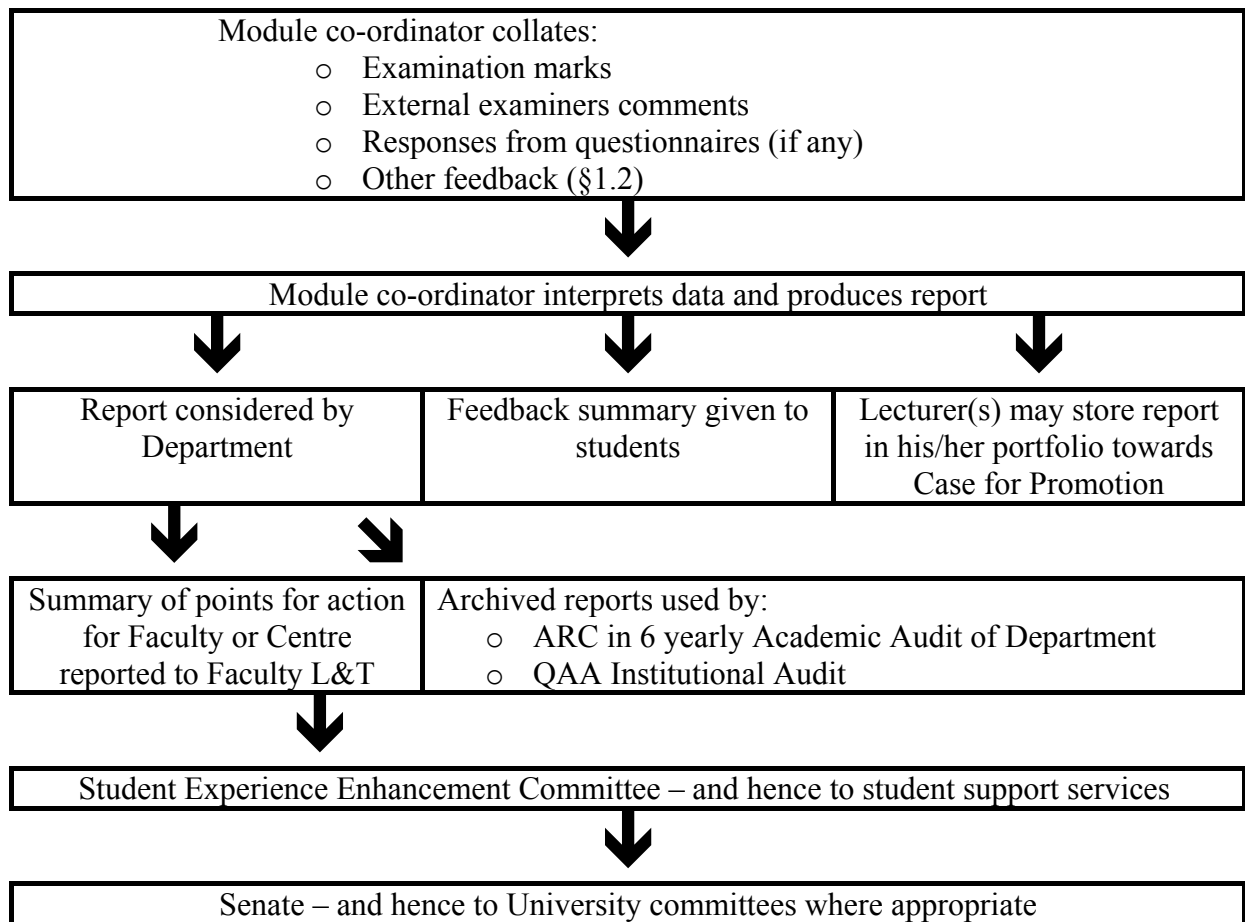 Module co-ordinator collates:
o Examination marks
o External examiners comments
o Responses from questionnaires (if any)
o Other feedback (§1.2)
Module co-ordinator interprets data and produces report
Report considered by
Department
Feedback summary given to
students
Lecturer(s) may store report
in his/her portfolio towards
Case for Promotion
Summary of points for action
for Faculty or Centre
reported to Faculty L&T
Archived reports used by:
o ARC in 6 yearly Academic Audit of Department
o QAA Institutional Audit
Student Experience Enhancement Committee – and hence to student support services
Senate – and hence to University committees where appropriate